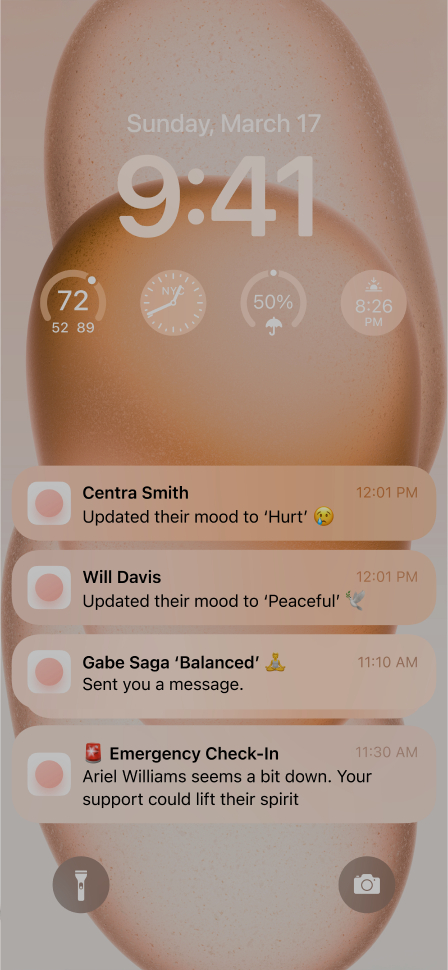 Sunday, March 17
9:41
72
52 89
NYC
50%
8:26
PM
Centra Smith 12:01 PM
Updated their mood to ‘Hurt’ 😢
Will Davis 12:01 PM
Updated their mood to ‘Peaceful’ 🕊️
Gabe Saga ‘Balanced’ 🧘 11:10 AM
Sent you a message.
🚨 Emergency Check-In 11:30 AM
Ariel Williams seems a bit down. Your
support could lift their spirit